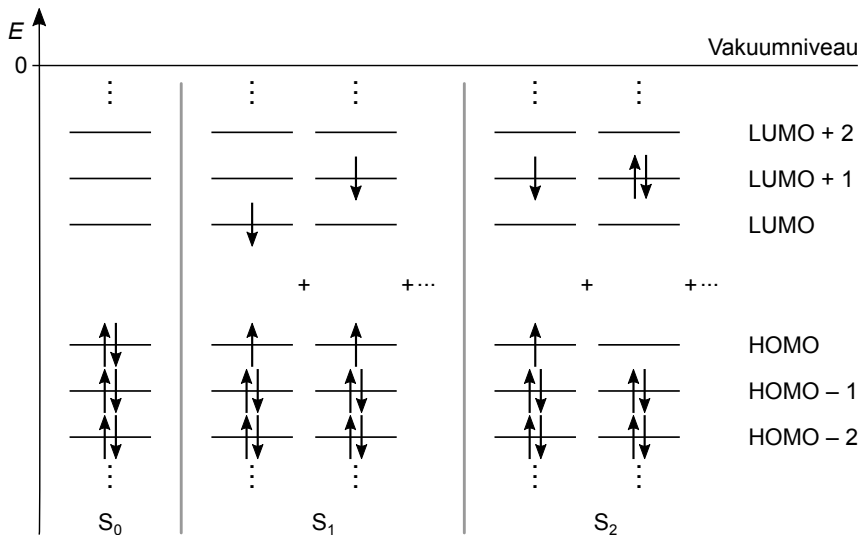 E
Vakuumniveau
0
LUMO + 2
LUMO + 1
LUMO
+ +··· + +···
HOMO
HOMO – 1
HOMO – 2
S₀ S₁ S₂